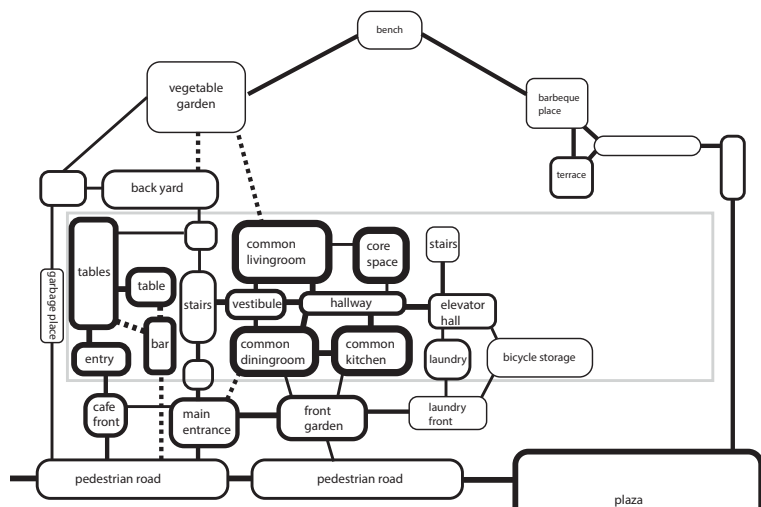 bench
vegetable
garden
barbeque
place
terrace
back yard
common
livingroom
core
space
stairs
tables
table
garbage place
stairs
vestibule
hallway
elevator
hall
bar
entry
common
diningroom
common
kitchen
laundry
bicycle storage
cafe
front
main
entrance
front
garden
laundry
front
pedestrian road
pedestrian road
plaza